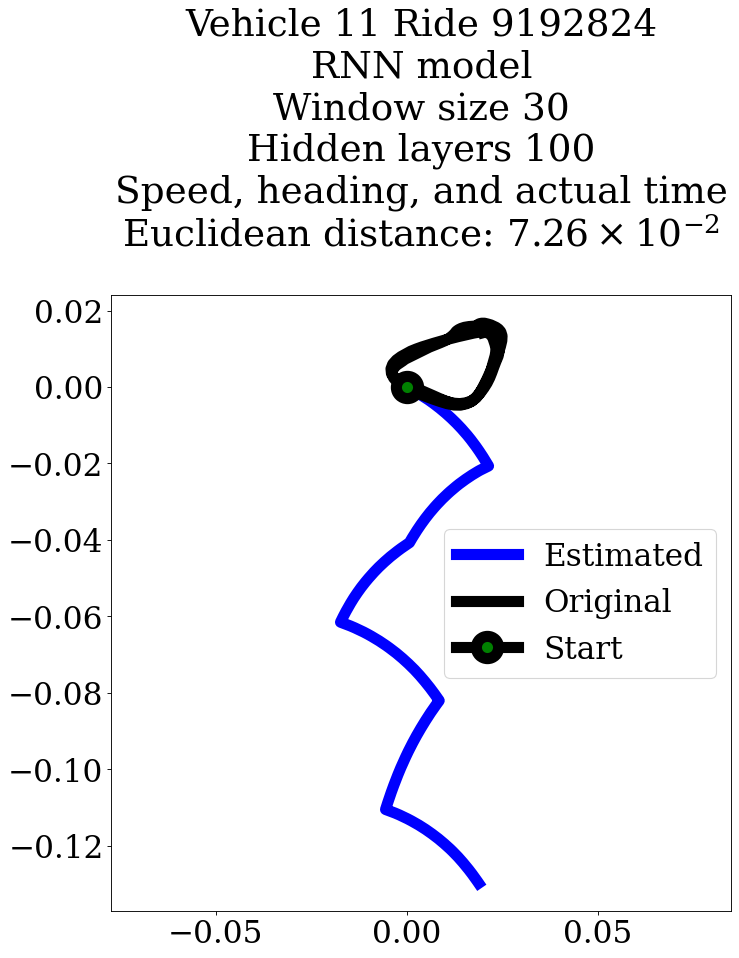 Vehicle 11 Ride 9192824
RNN model
Window size 30
Hidden layers 100
Speed, heading, and actual time
Euclidean distance: 7.26 × 10⁻²
0.02
0.00
−0.02
−0.04
−0.06
−0.08
−0.10
−0.12
Estimated
Original
Start
−0.05
0.00
0.05